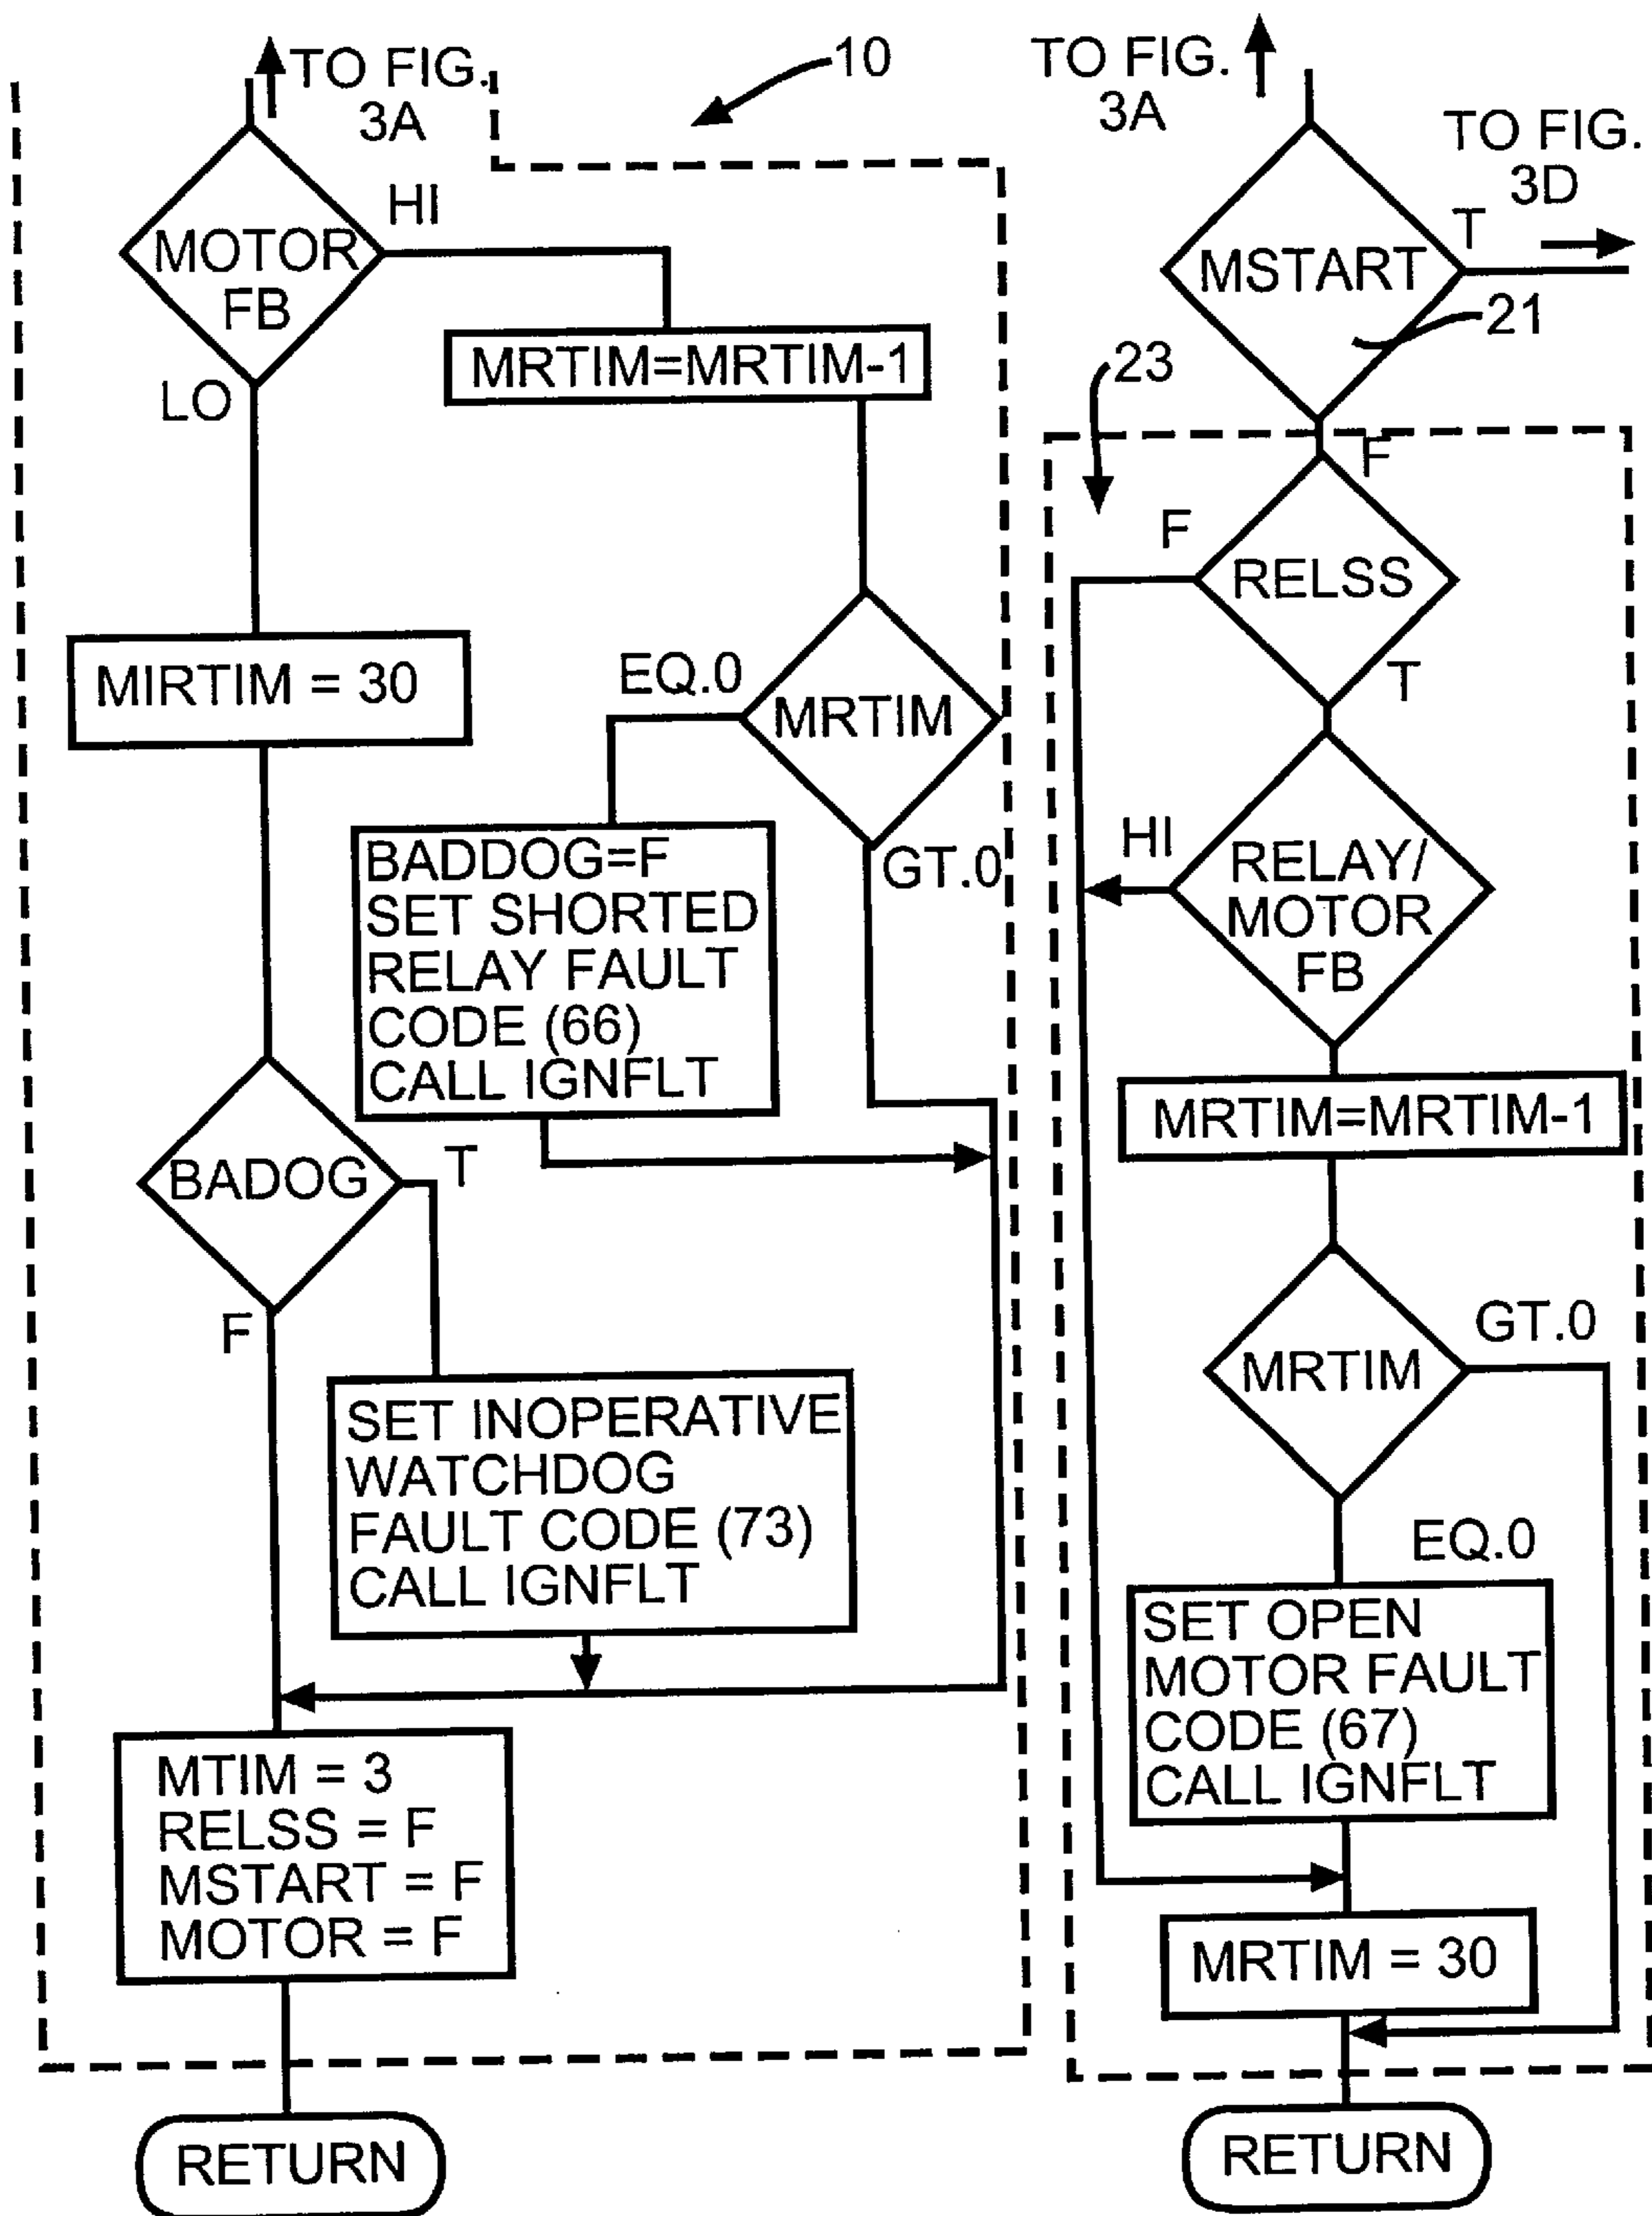 TO FIG.
3A
10
MOTOR
FB
HI
LO
MRTIM=MRTIM-1
MIRTIM = 30
EQ.0
MRTIM
GT.0
BADDOG=F
SET SHORTED
RELAY FAULT
CODE (66)
CALL IGNFLT
BADOG
T
F
SET INOPERATIVE
WATCHDOG
FAULT CODE (73)
CALL IGNFLT
MTIM = 3
RELSS = F
MSTART = F
MOTOR = F
RETURN
TO FIG.
3A
TO FIG.
3D
MSTART
T
21
23
F
F
RELSS
T
HI
RELAY/
MOTOR
FB
MRTIM=MRTIM-1
MRTIM
GT.0
EQ.0
SET OPEN
MOTOR FAULT
CODE (67)
CALL IGNFLT
MRTIM = 30
RETURN